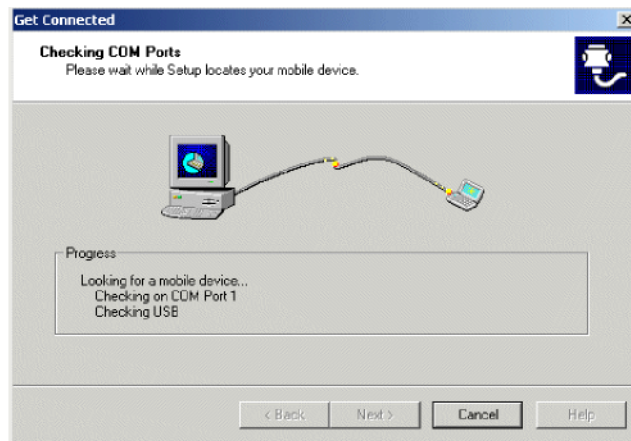 Get Connected
Checking COM Ports
Please wait while Setup locates your mobile device.
Progress
Looking for a mobile device...
Checking on COM Port 1
Checking USB
< Back
Next >
Cancel
Help